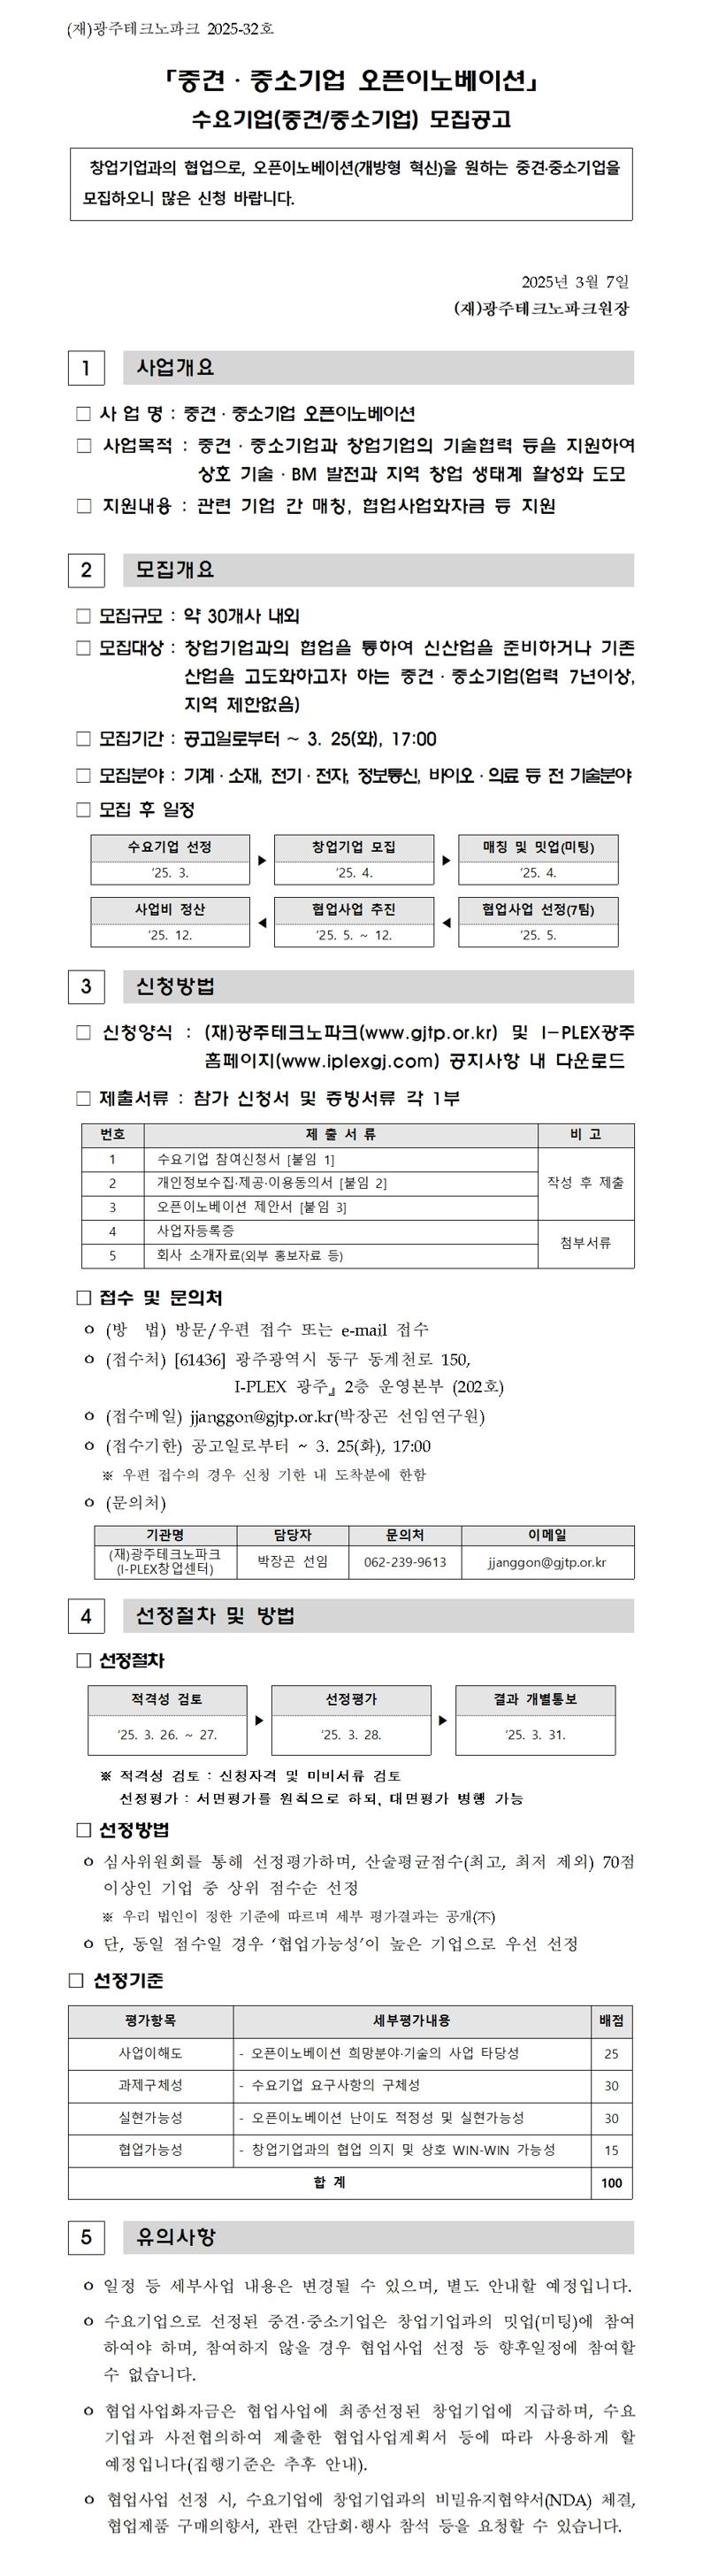 (재)광주테크노파크 2025-32호
「중견 · 중소기업 오픈이노베이션」
수요기업(중견/중소기업) 모집공고
창업기업과의 협업으로, 오픈이노베이션(개방형 혁신)을 원하는 중견·중소기업을
모집하오니 많은 신청 바랍니다.
2025년 3월 7일
(재)광주테크노파크원장
1 사업개요
□ 사 업 명 : 중견 · 중소기업 오픈이노베이션
□ 사업목적 : 중견 · 중소기업과 창업기업의 기술협력 등을 지원하여
상호 기술 · BM 발전과 지역 창업 생태계 활성화 도모
□ 지원내용 : 관련 기업 간 매칭, 협업사업화자금 등 지원
2 모집개요
□ 모집규모 : 약 30개사 내외
□ 모집대상 : 창업기업과의 협업을 통하여 신산업을 준비하거나 기존
산업을 고도화하고자 하는 중견 · 중소기업(업력 7년이상,
지역 제한없음)
□ 모집기간 : 공고일로부터 ~ 3. 25(화), 17:00
□ 모집분야 : 기계 · 소재, 전기 · 전자, 정보통신, 바이오 · 의료 등 전 기술분야
□ 모집 후 일정
수요기업 선정 ▶ 창업기업 모집 ▶ 매칭 및 밋업(미팅)
'25. 3. '25. 4. '25. 4.
사업비 정산 ◀ 협업사업 추진 ◀ 협업사업 선정(7팀)
'25. 12. '25. 5. ~ 12. '25. 5.
3 신청방법
□ 신청양식 : (재)광주테크노파크(www.gjtp.or.kr) 및 I-PLEX광주
홈페이지(www.iplexgj.com) 공지사항 내 다운로드
□ 제출서류 : 참가 신청서 및 증빙서류 각 1부
번호 제 출 서 류 비 고
1 수요기업 참여신청서 [붙임 1]
2 개인정보수집·제공·이용동의서 [붙임 2] 작성 후 제출
3 오픈이노베이션 제안서 [붙임 3]
4 사업자등록증 첨부서류
5 회사 소개자료(외부 홍보자료 등)
□ 접수 및 문의처
ㅇ (방 법) 방문/우편 접수 또는 e-mail 접수
ㅇ (접수처) [61436] 광주광역시 동구 동계천로 150,
I-PLEX 광주』 2층 운영본부 (202호)
ㅇ (접수메일) jjanggon@gjtp.or.kr(박장곤 선임연구원)
ㅇ (접수기한) 공고일로부터 ~ 3. 25(화), 17:00
※ 우편 접수의 경우 신청 기한 내 도착분에 한함
ㅇ (문의처)
기관명 담당자 문의처 이메일
(재)광주테크노파크
(I-PLEX창업센터) 박장곤 선임 062-239-9613 jjanggon@gjtp.or.kr
4 선정절차 및 방법
□ 선정절차
적격성 검토 ▶ 선정평가 ▶ 결과 개별통보
'25. 3. 26. ~ 27. '25. 3. 28. '25. 3. 31.
※ 적격성 검토 : 신청자격 및 미비서류 검토
선정평가 : 서면평가를 원칙으로 하되, 대면평가 병행 가능
□ 선정방법
ㅇ 심사위원회를 통해 선정평가하며, 산술평균점수(최고, 최저 제외) 70점
이상인 기업 중 상위 점수순 선정
※ 우리 법인이 정한 기준에 따르며 세부 평가결과는 공개(不)
ㅇ 단, 동일 점수일 경우 '협업가능성'이 높은 기업으로 우선 선정
□ 선정기준
평가항목 세부평가내용 배점
사업이해도 - 오픈이노베이션 희망분야·기술의 사업 타당성 25
과제구체성 - 수요기업 요구사항의 구체성 30
실현가능성 - 오픈이노베이션 난이도 적정성 및 실현가능성 30
협업가능성 - 창업기업과의 협업 의지 및 상호 WIN-WIN 가능성 15
합 계 100
5 유의사항
ㅇ 일정 등 세부사업 내용은 변경될 수 있으며, 별도 안내할 예정입니다.
ㅇ 수요기업으로 선정된 중견·중소기업은 창업기업과의 밋업(미팅)에 참여
하여야 하며, 참여하지 않을 경우 협업사업 선정 등 향후일정에 참여할
수 없습니다.
ㅇ 협업사업화자금은 협업사업에 최종선정된 창업기업에 지급하며, 수요
기업과 사전협의하여 제출한 협업사업계획서 등에 따라 사용하게 할
예정입니다(집행기준은 추후 안내).
ㅇ 협업사업 선정 시, 수요기업에 창업기업과의 비밀유지협약서(NDA) 체결,
협업제품 구매의향서, 관련 간담회·행사 참석 등을 요청할 수 있습니다.